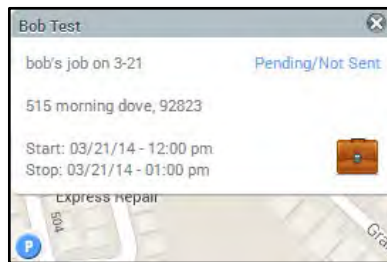 Bob Test
bob's job on 3-21
Pending/Not Sent
515 morning dove, 92823
Start: 03/21/14 - 12:00 pm
Stop: 03/21/14 - 01:00 pm
Express Repair
504
Gra
P